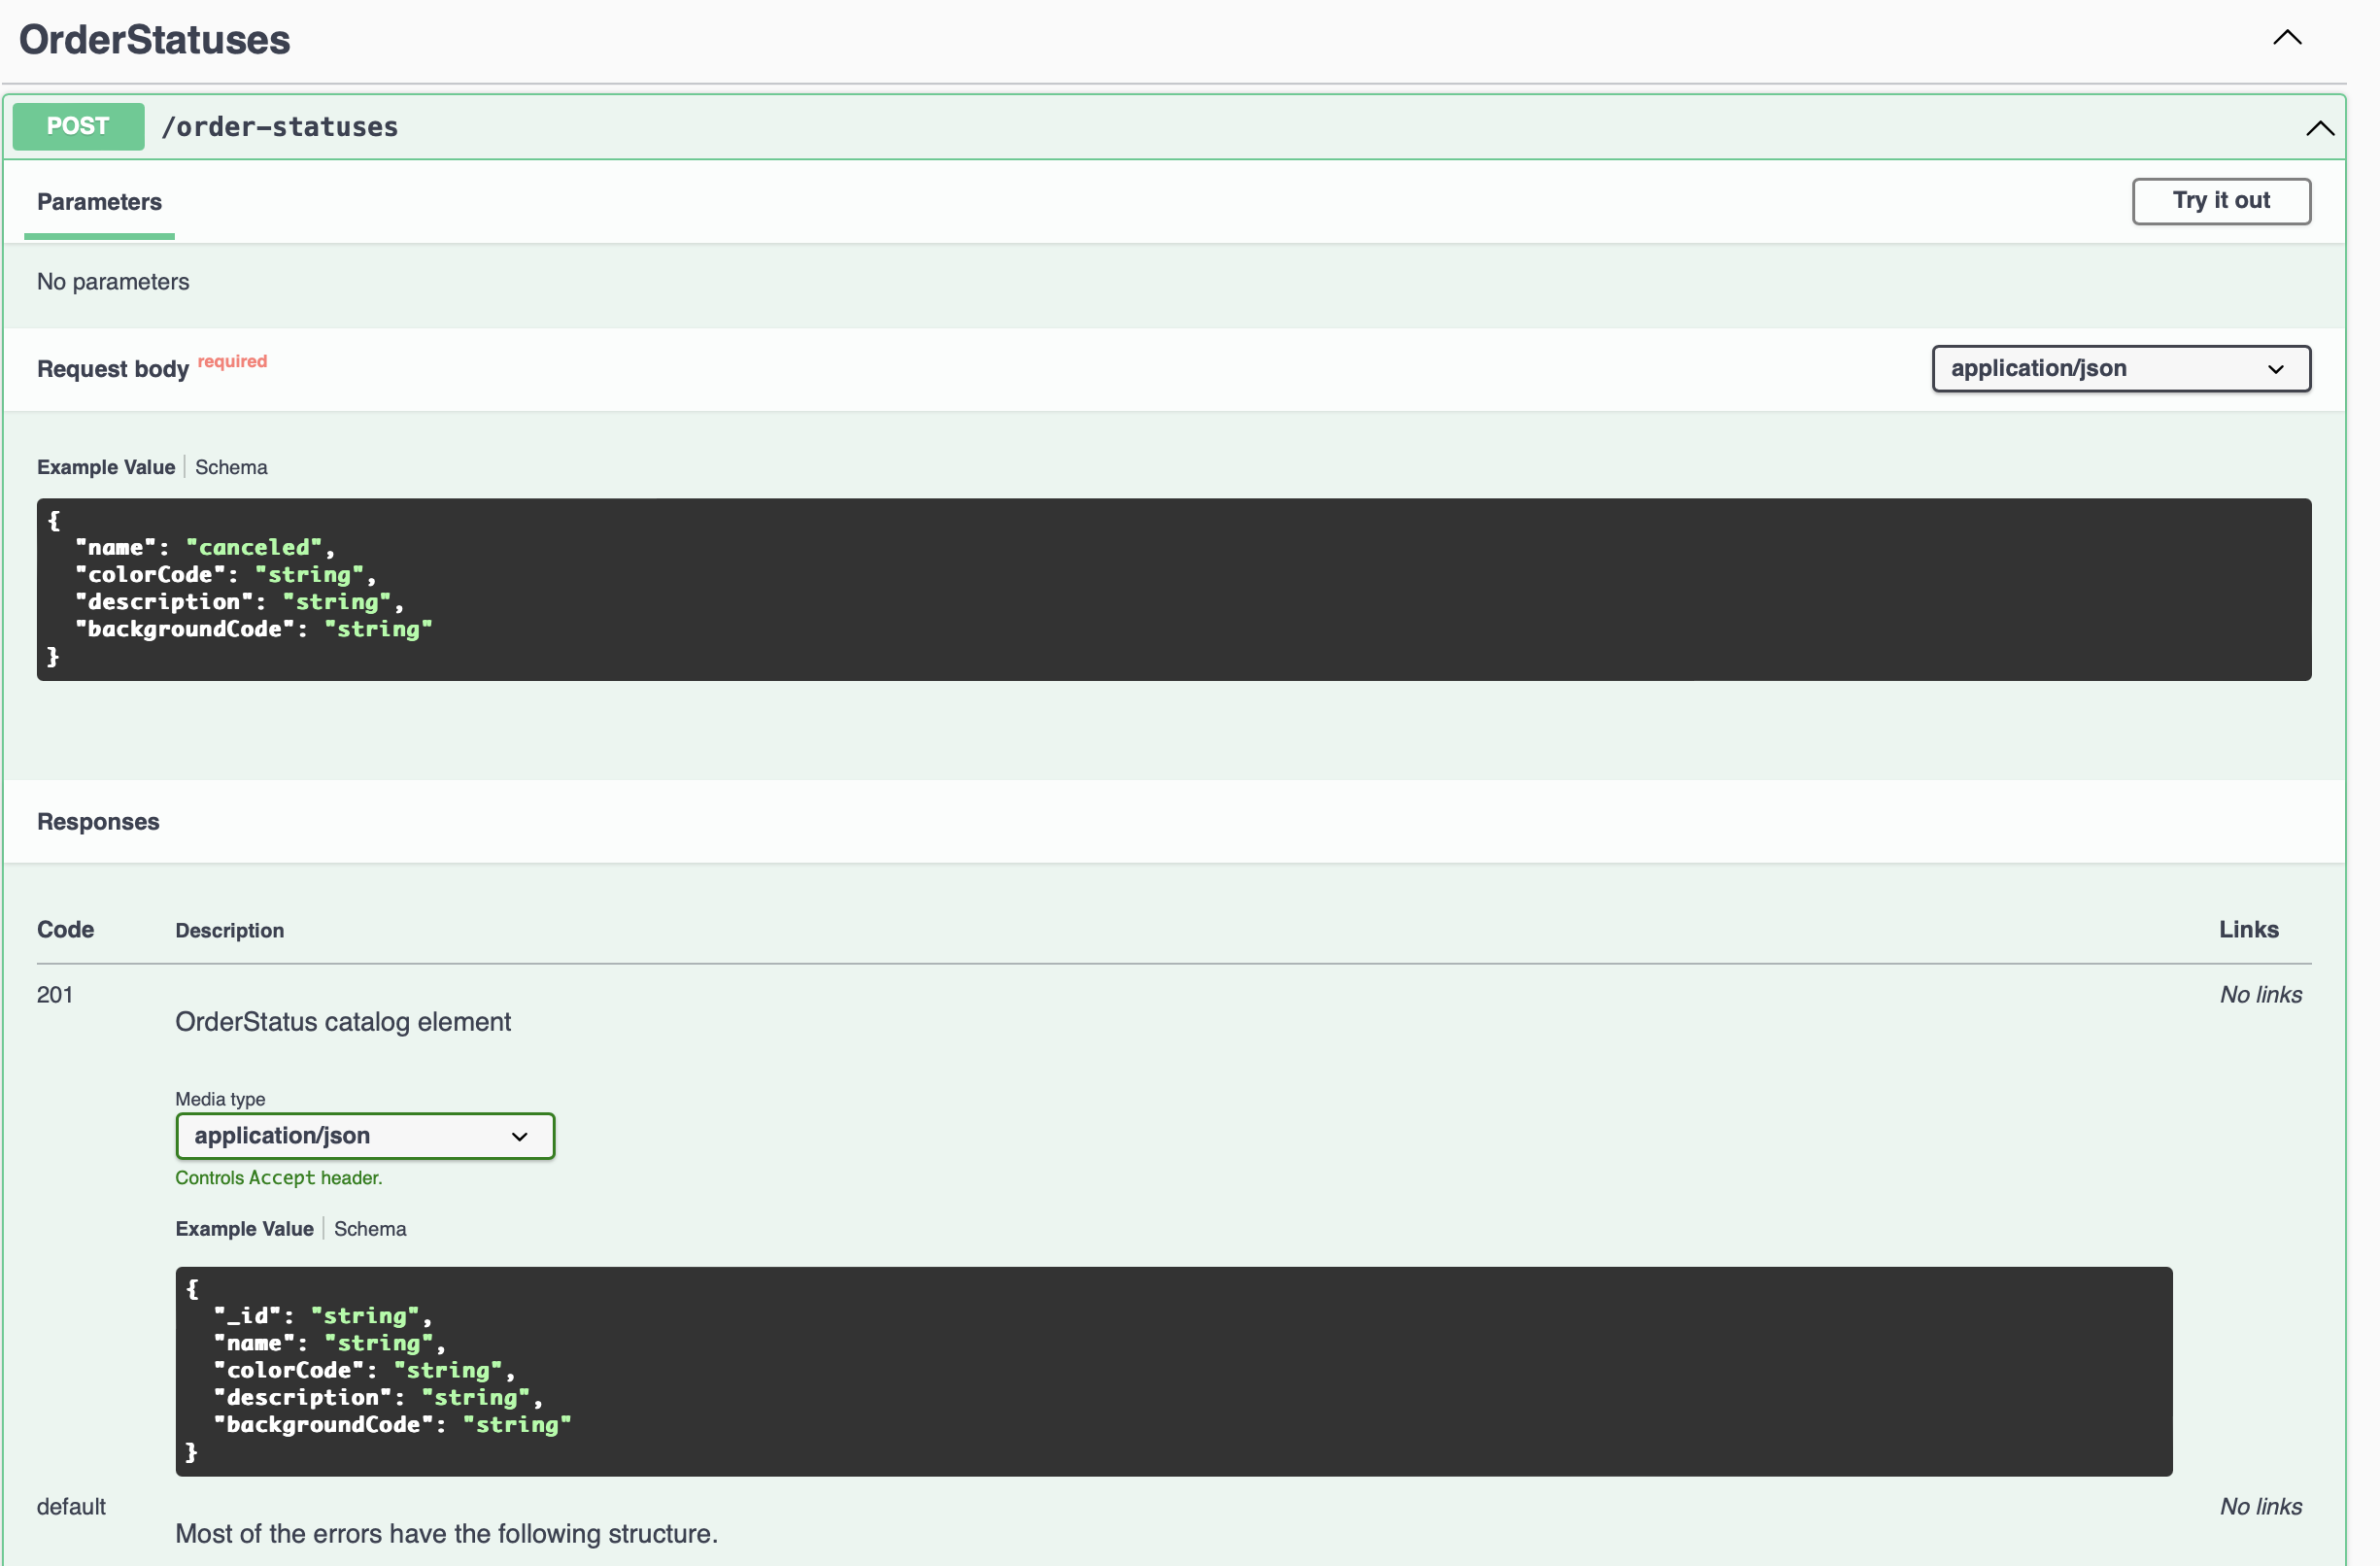 OrderStatuses
POST /order-statuses
Parameters
Try it out
No parameters
Request body required
application/json
Example Value Schema
{
"name": "canceled",
"colorCode": "string",
"description": "string",
"backgroundCode": "string"
}
Responses
Code Description Links
201 No links
OrderStatus catalog element
Media type
application/json
Controls Accept header.
Example Value Schema
{
"_id": "string",
"name": "string",
"colorCode": "string",
"description": "string",
"backgroundCode": "string"
}
default No links
Most of the errors have the following structure.